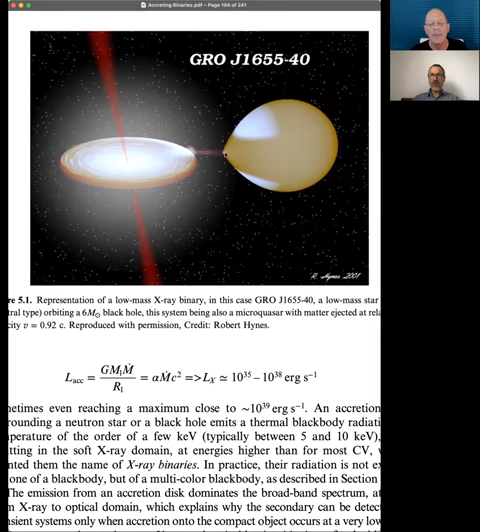 Accreting Binaries.pdf – Page 104 of 241
GRO J1655-40
R. Hynes 2001
re 5.1. Representation of a low-mass X-ray binary, in this case GRO J1655-40, a low-mass star
tral type) orbiting a 6M⊙ black hole, this system being also a microquasar with matter ejected at rela
city v = 0.92 c. Reproduced with permission, Credit: Robert Hynes.
Lacc = GM1Ṁ / R1 = αṀc² =>LX ≃ 10³⁵ – 10³⁸ erg s⁻¹
netimes even reaching a maximum close to ~10³⁹ erg s⁻¹. An accretion
rounding a neutron star or a black hole emits a thermal blackbody radiati
perature of the order of a few keV (typically between 5 and 10 keV),
tting in the soft X-ray domain, at energies higher than for most CV,
nted them the name of X-ray binaries. In practice, their radiation is not ex
one of a blackbody, but of a multi-color blackbody, as described in Section
The emission from an accretion disk dominates the broad-band spectrum, at
m X-ray to optical domain, which explains why the secondary can be detect
nsient systems only when accretion onto the compact object occurs at a very low